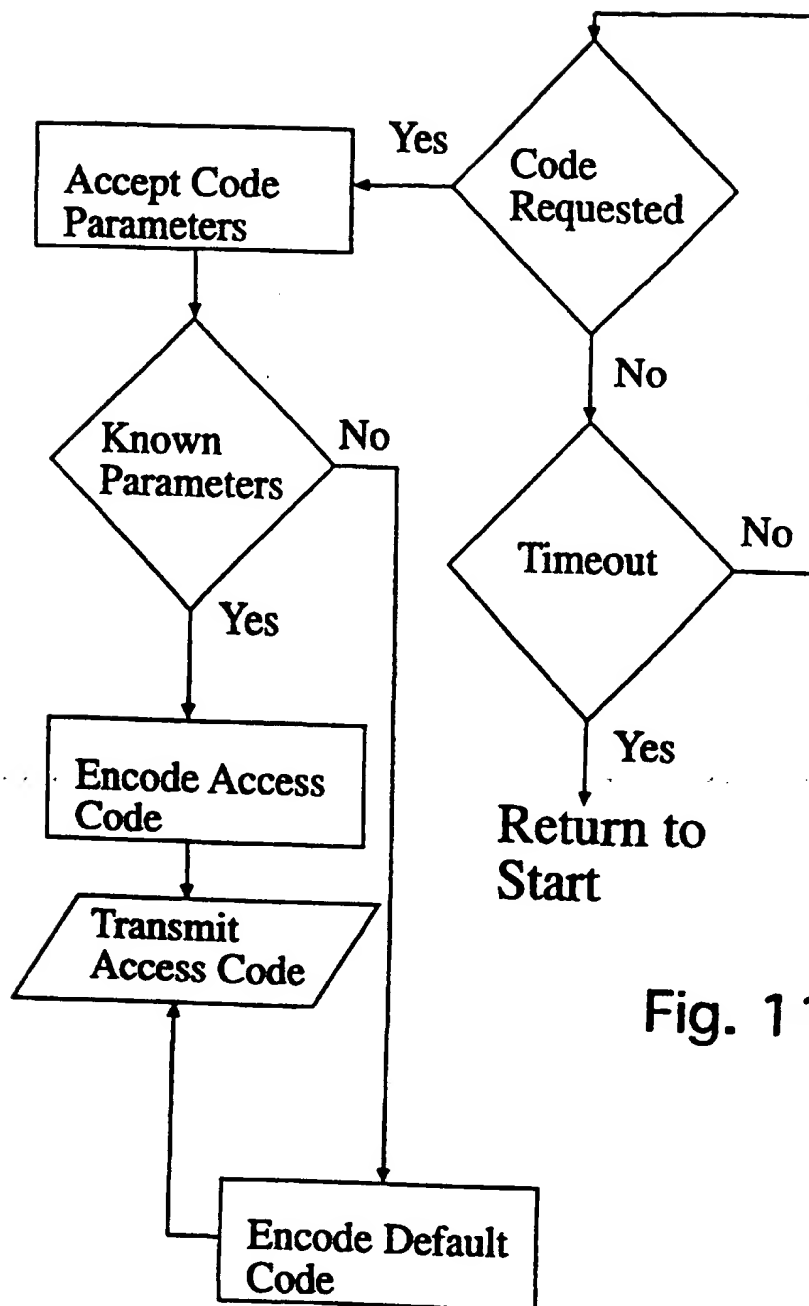 Yes
Code
Requested
Accept Code
Parameters
No
Known
Parameters
No
Timeout
No
Yes
Yes
Encode Access
Code
Return to
Start
Transmit
Access Code
Fig. 11
Encode Default
Code